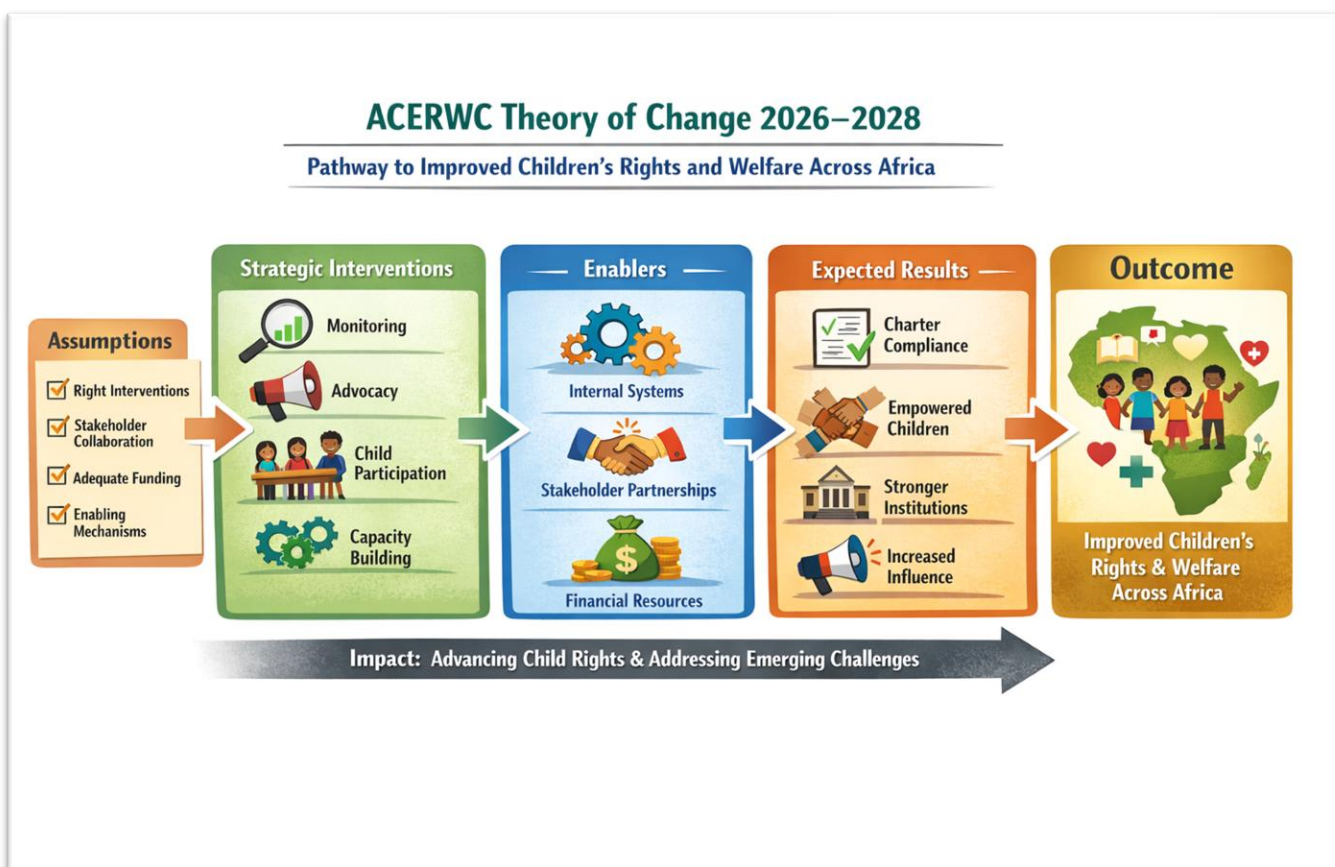 ACERWC Theory of Change 2026–2028
Pathway to Improved Children's Rights and Welfare Across Africa
Assumptions
Right Interventions
Stakeholder
Collaboration
Adequate Funding
Enabling
Mechanisms
Strategic Interventions
Monitoring
Advocacy
Child
Participation
Capacity
Building
Enablers
Internal Systems
Stakeholder Partnerships
$
Financial Resources
Expected Results
Charter
Compliance
Empowered
Children
Stronger
Institutions
Increased
Influence
Outcome
Improved Children's
Rights & Welfare
Across Africa
Impact: Advancing Child Rights & Addressing Emerging Challenges